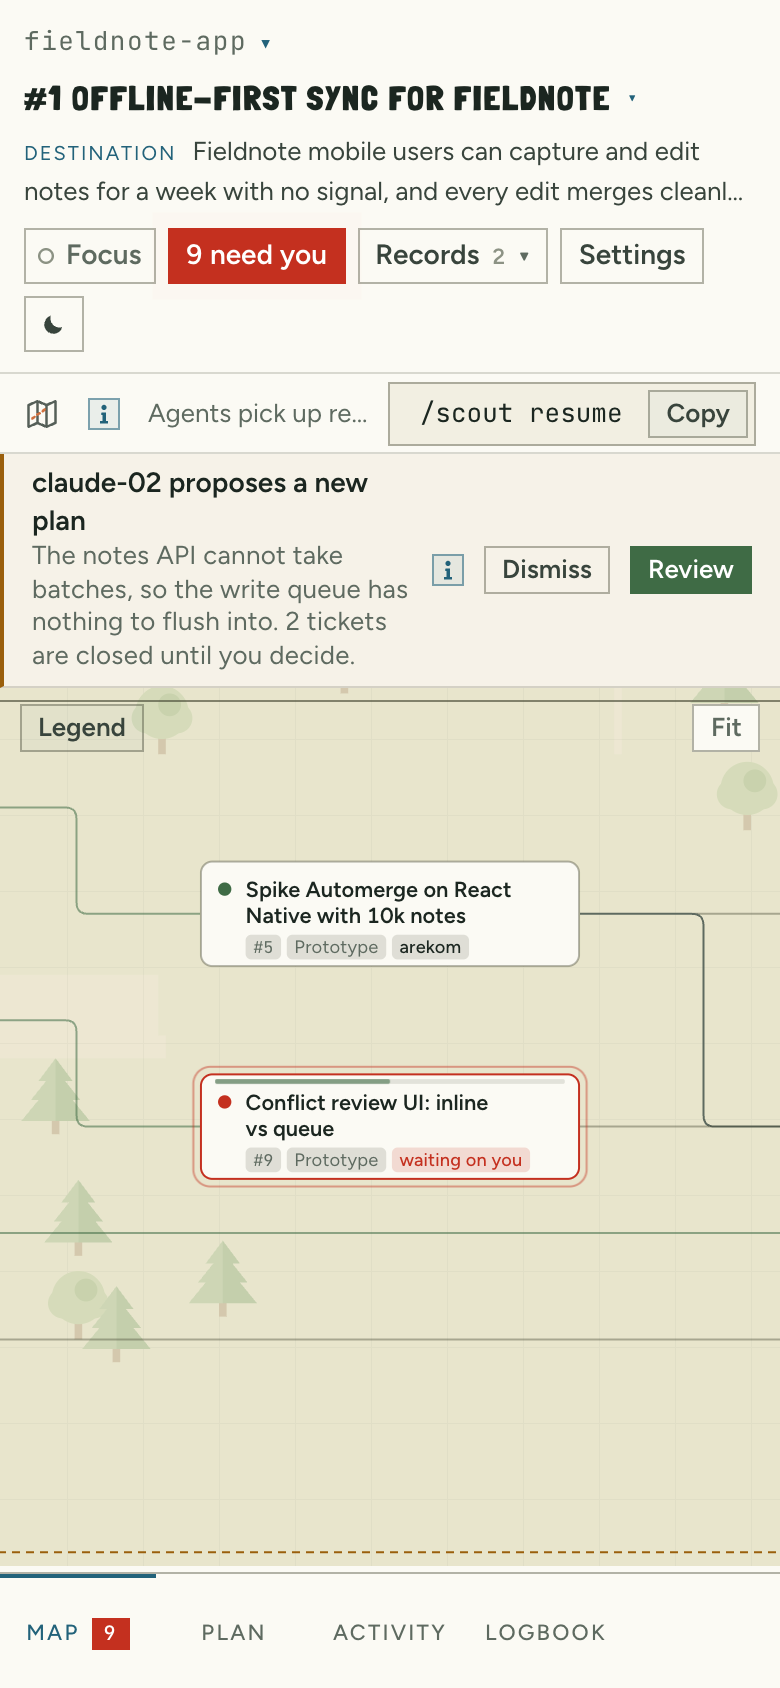 fieldnote-app ▾
#1 OFFLINE-FIRST SYNC FOR FIELDNOTE ▾
DESTINATION Fieldnote mobile users can capture and edit
notes for a week with no signal, and every edit merges cleanl…
Focus
9 need you
Records 2 ▾
Settings
Agents pick up re…
/scout resume
Copy
claude-02 proposes a new
plan
The notes API cannot take
batches, so the write queue has
nothing to flush into. 2 tickets
are closed until you decide.
i
Dismiss
Review
Legend
Fit
Spike Automerge on React
Native with 10k notes
#5 Prototype arekom
Conflict review UI: inline
vs queue
#9 Prototype waiting on you
MAP 9
PLAN
ACTIVITY
LOGBOOK